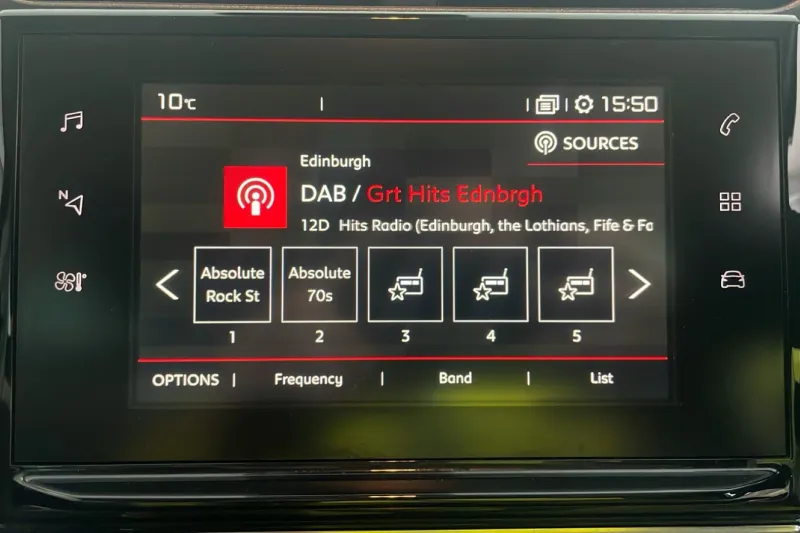 10°C | | | 15:50
SOURCES
Edinburgh
DAB / Grt Hits Ednbrgh
12D Hits Radio (Edinburgh, the Lothians, Fife & Fa
Absolute Rock St
Absolute 70s
1 2 3 4 5
OPTIONS | Frequency | Band | List
N